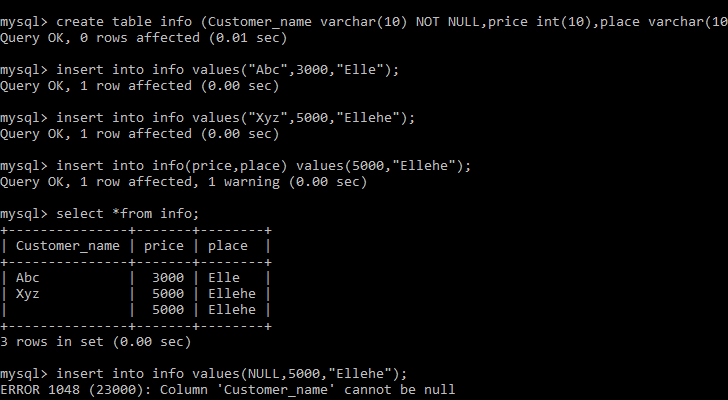 mysql> create table info (Customer_name varchar(10) NOT NULL,price int(10),place varchar(10
Query OK, 0 rows affected (0.01 sec)
mysql> insert into info values("Abc",3000,"Elle");
Query OK, 1 row affected (0.00 sec)
mysql> insert into info values("Xyz",5000,"Ellehe");
Query OK, 1 row affected (0.00 sec)
mysql> insert into info(price,place) values(5000,"Ellehe");
Query OK, 1 row affected, 1 warning (0.00 sec)
mysql> select *from info;
+---------------+-------+--------+
| Customer_name | price | place  |
+---------------+-------+--------+
| Abc           |  3000 | Elle   |
| Xyz           |  5000 | Ellehe |
|               |  5000 | Ellehe |
+---------------+-------+--------+
3 rows in set (0.00 sec)
mysql> insert into info values(NULL,5000,"Ellehe");
ERROR 1048 (23000): Column 'Customer_name' cannot be null